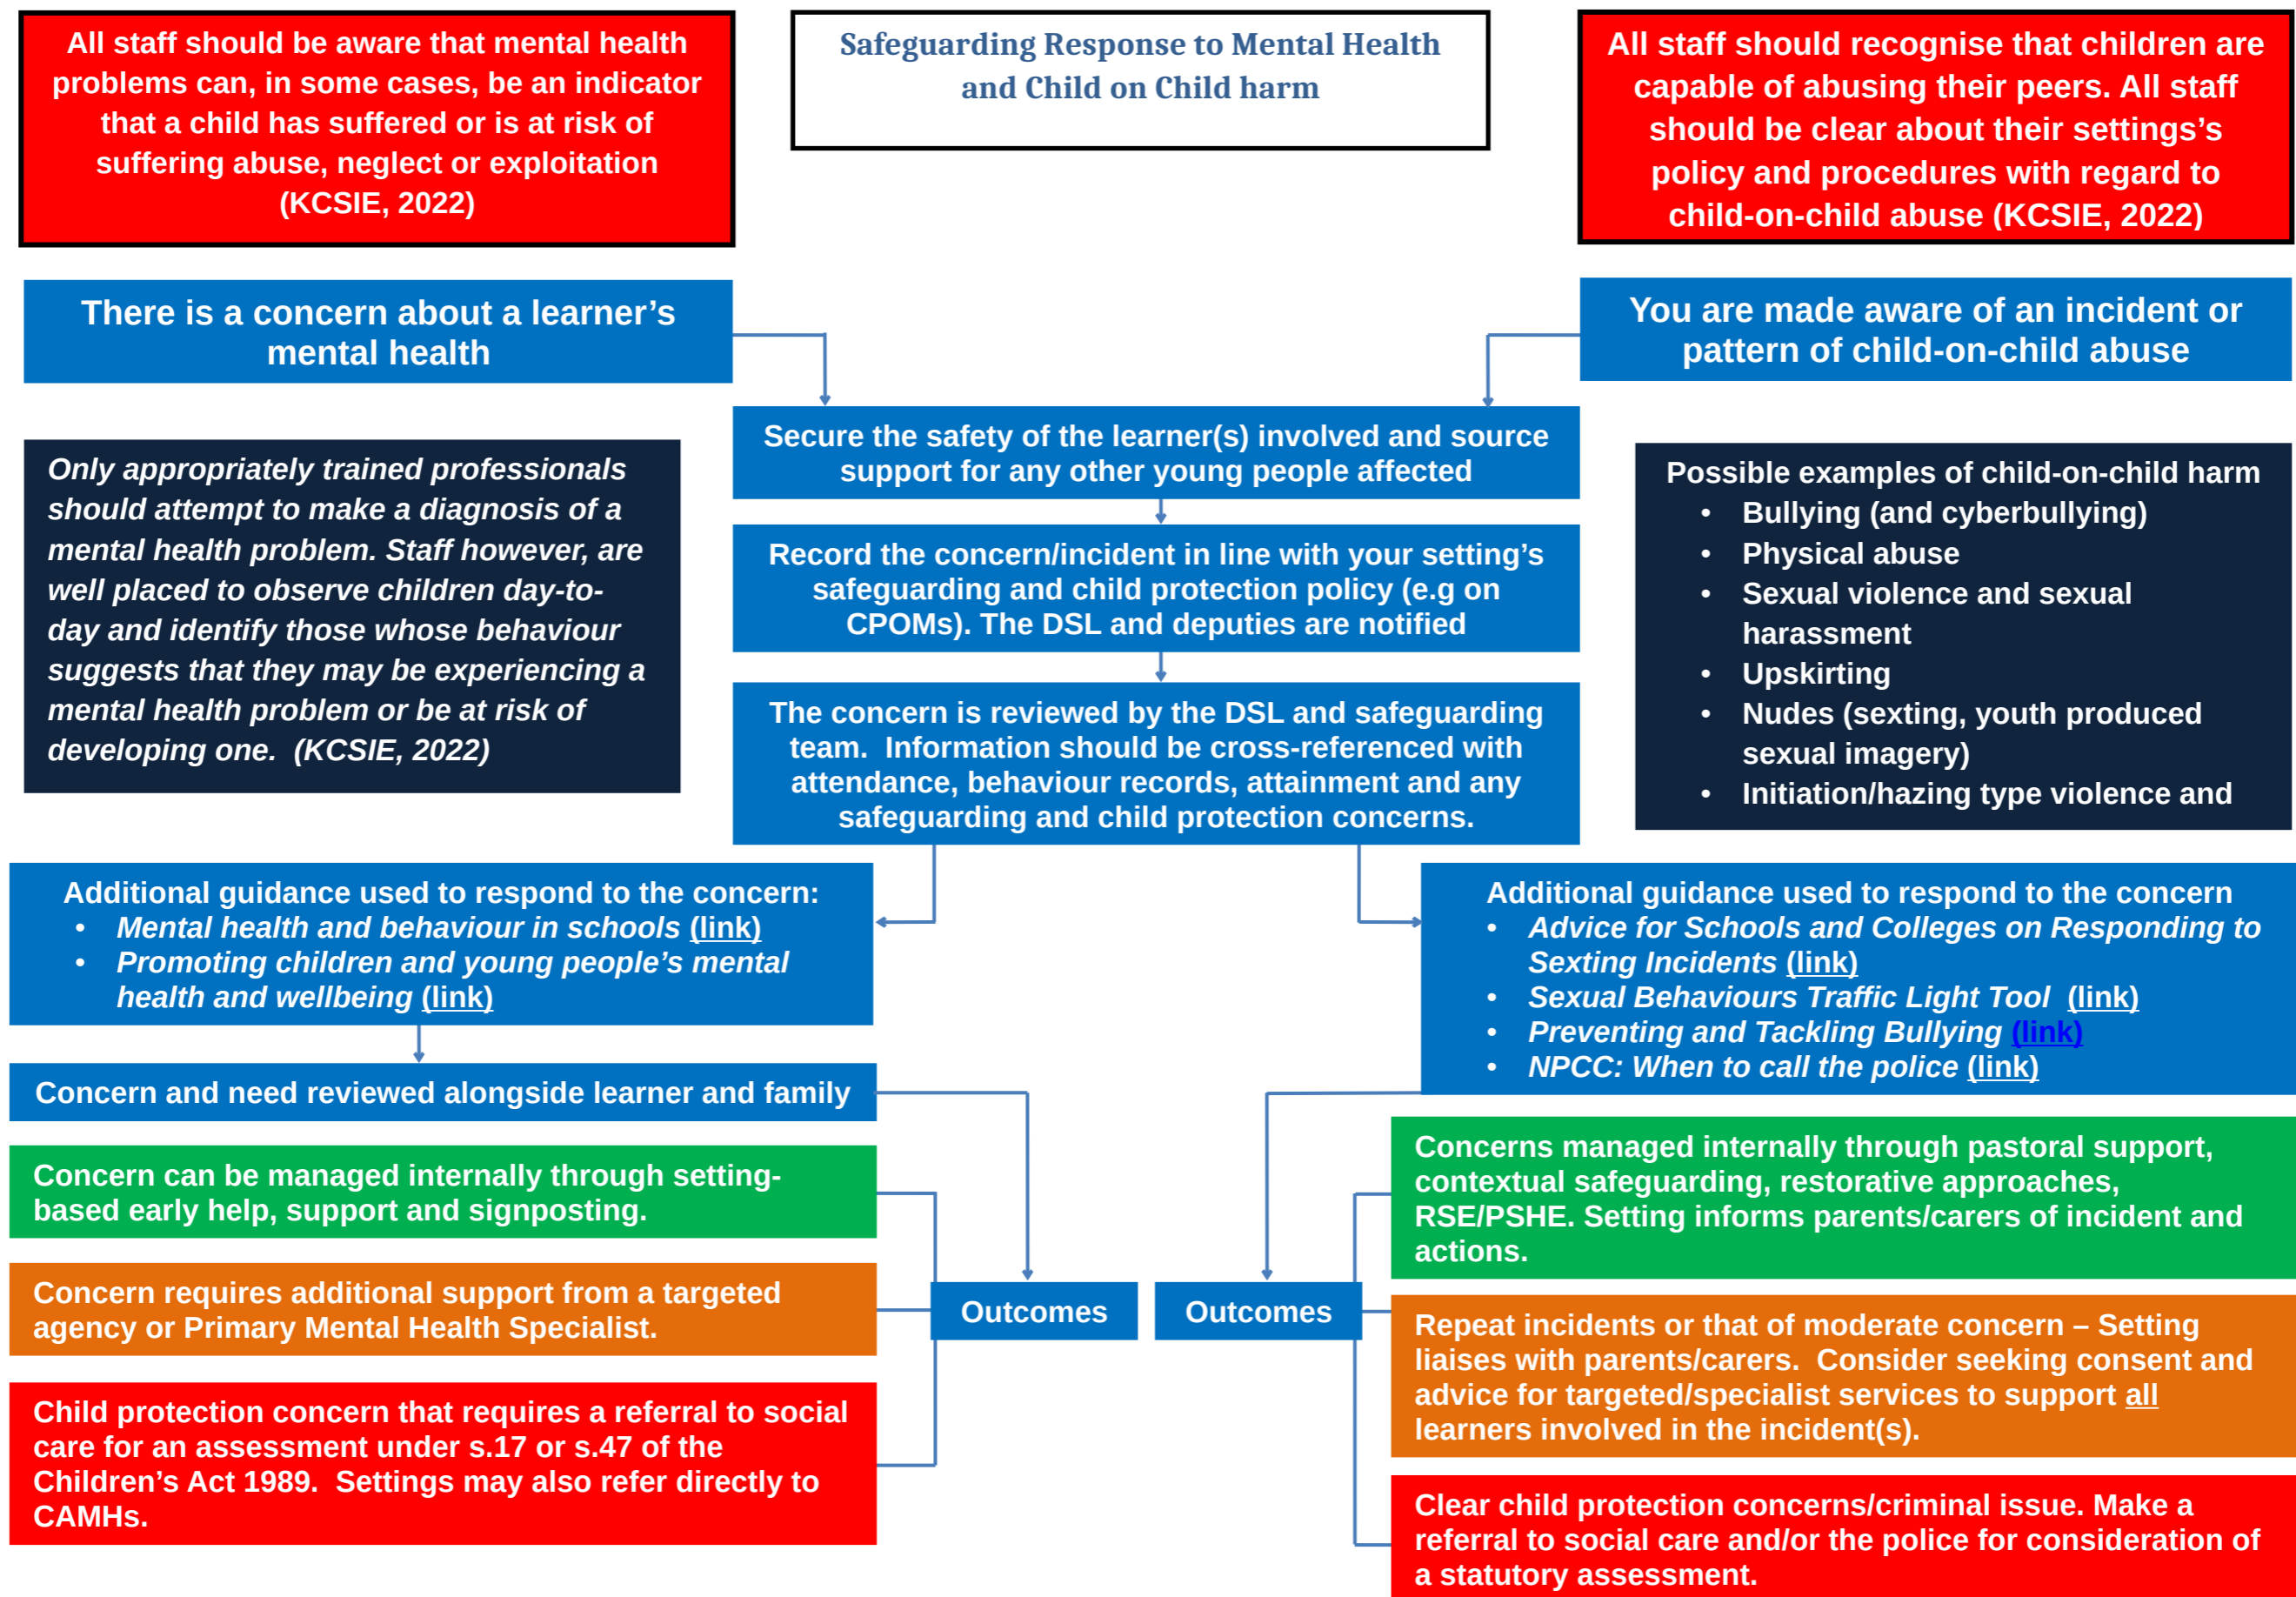 All staff should be aware that mental health
problems can, in some cases, be an indicator
that a child has suffered or is at risk of
suffering abuse, neglect or exploitation
(KCSIE, 2022)
Safeguarding Response to Mental Health
and Child on Child harm
All staff should recognise that children are
capable of abusing their peers. All staff
should be clear about their settings’s
policy and procedures with regard to
child-on-child abuse (KCSIE, 2022)
There is a concern about a learner’s
mental health
You are made aware of an incident or
pattern of child-on-child abuse
Secure the safety of the learner(s) involved and source
support for any other young people affected
Only appropriately trained professionals
should attempt to make a diagnosis of a
mental health problem. Staff however, are
well placed to observe children day-to-
day and identify those whose behaviour
suggests that they may be experiencing a
mental health problem or be at risk of
developing one.  (KCSIE, 2022)
Record the concern/incident in line with your setting’s
safeguarding and child protection policy (e.g on
CPOMs). The DSL and deputies are notified
Possible examples of child-on-child harm
• Bullying (and cyberbullying)
• Physical abuse
• Sexual violence and sexual
harassment
• Upskirting
• Nudes (sexting, youth produced
sexual imagery)
• Initiation/hazing type violence and
The concern is reviewed by the DSL and safeguarding
team.  Information should be cross-referenced with
attendance, behaviour records, attainment and any
safeguarding and child protection concerns.
Additional guidance used to respond to the concern:
• Mental health and behaviour in schools (link)
• Promoting children and young people’s mental
health and wellbeing (link)
Additional guidance used to respond to the concern
• Advice for Schools and Colleges on Responding to
Sexting Incidents (link)
• Sexual Behaviours Traffic Light Tool  (link)
• Preventing and Tackling Bullying (link)
• NPCC: When to call the police (link)
Concern and need reviewed alongside learner and family
Concern can be managed internally through setting-
based early help, support and signposting.
Concern requires additional support from a targeted
agency or Primary Mental Health Specialist.
Child protection concern that requires a referral to social
care for an assessment under s.17 or s.47 of the
Children’s Act 1989.  Settings may also refer directly to
CAMHs.
Outcomes
Outcomes
Concerns managed internally through pastoral support,
contextual safeguarding, restorative approaches,
RSE/PSHE. Setting informs parents/carers of incident and
actions.
Repeat incidents or that of moderate concern – Setting
liaises with parents/carers.  Consider seeking consent and
advice for targeted/specialist services to support all
learners involved in the incident(s).
Clear child protection concerns/criminal issue. Make a
referral to social care and/or the police for consideration of
a statutory assessment.